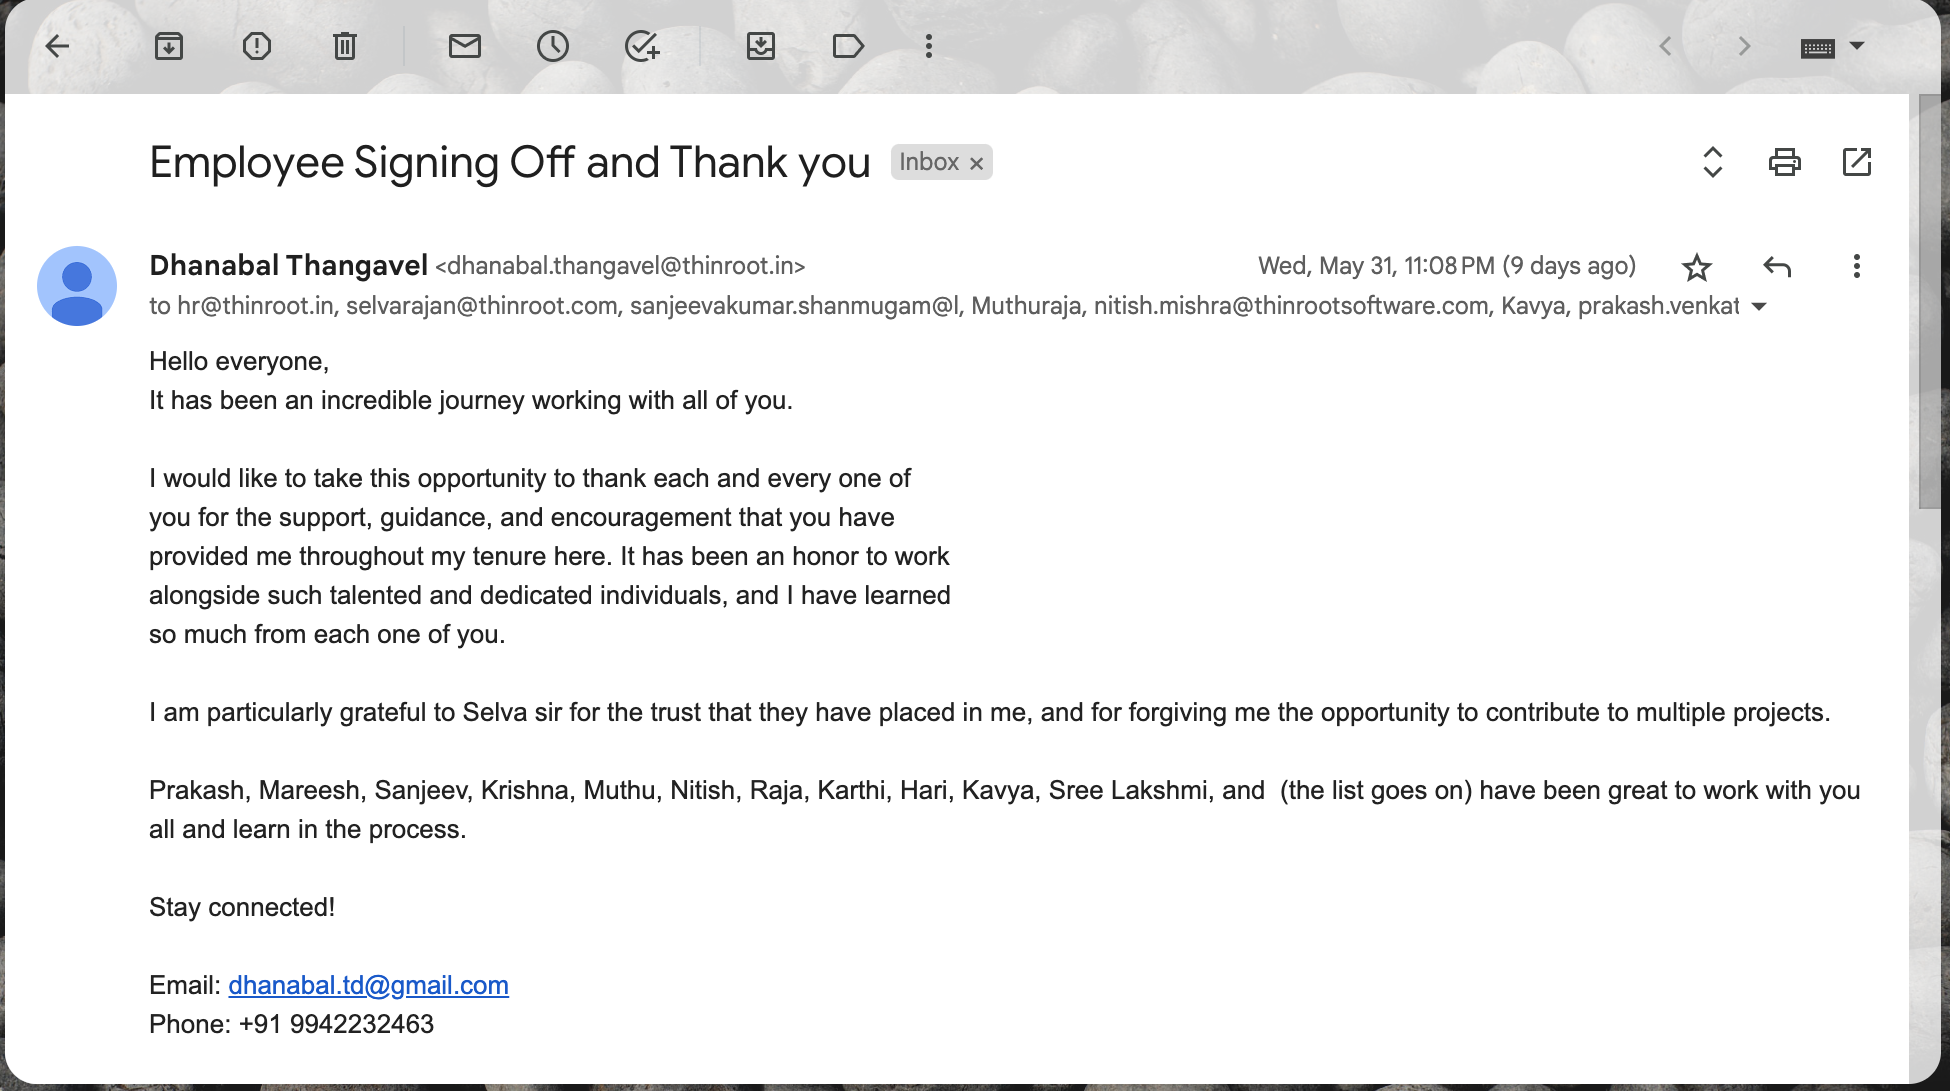 Employee Signing Off and Thank you Inbox ×
Dhanabal Thangavel <dhanabal.thangavel@thinroot.in> Wed, May 31, 11:08 PM (9 days ago)
to hr@thinroot.in, selvarajan@thinroot.com, sanjeevakumar.shanmugam@l, Muthuraja, nitish.mishra@thinrootsoftware.com, Kavya, prakash.venkat
Hello everyone,
It has been an incredible journey working with all of you.
I would like to take this opportunity to thank each and every one of
you for the support, guidance, and encouragement that you have
provided me throughout my tenure here. It has been an honor to work
alongside such talented and dedicated individuals, and I have learned
so much from each one of you.
I am particularly grateful to Selva sir for the trust that they have placed in me, and for forgiving me the opportunity to contribute to multiple projects.
Prakash, Mareesh, Sanjeev, Krishna, Muthu, Nitish, Raja, Karthi, Hari, Kavya, Sree Lakshmi, and  (the list goes on) have been great to work with you
all and learn in the process.
Stay connected!
Email: dhanabal.td@gmail.com
Phone: +91 9942232463